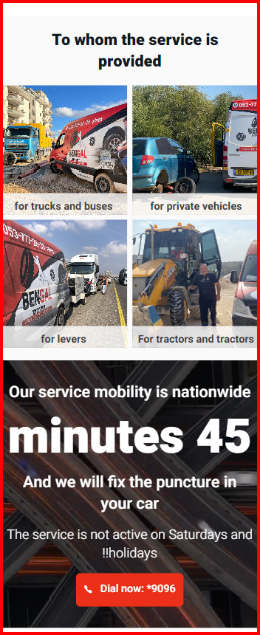 To whom the service is
provided
for trucks and buses
for private vehicles
for levers
For tractors and tractors
Our service mobility is nationwide
minutes 45
And we will fix the puncture in
your car
The service is not active on Saturdays and
!!holidays
Dial now: *9096